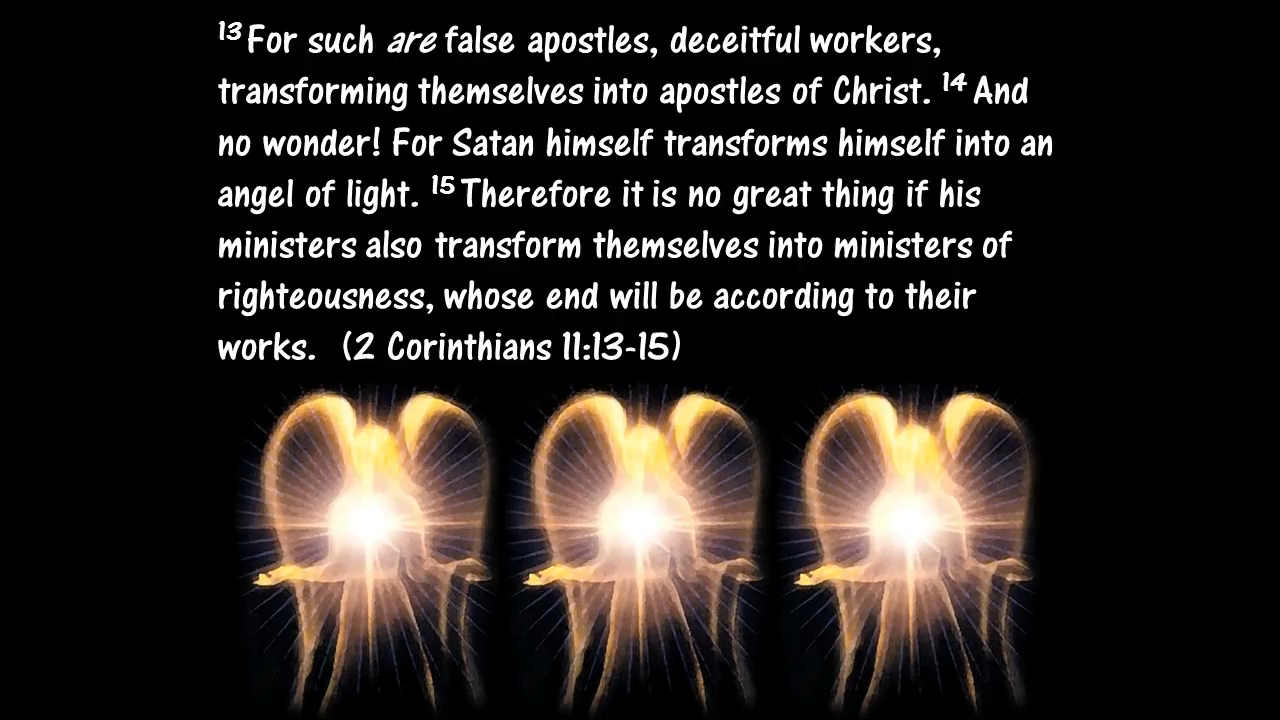 ¹³ For such are false apostles, deceitful workers,
transforming themselves into apostles of Christ. ¹⁴ And
no wonder! For Satan himself transforms himself into an
angel of light. ¹⁵ Therefore it is no great thing if his
ministers also transform themselves into ministers of
righteousness, whose end will be according to their
works. (2 Corinthians 11:13-15)